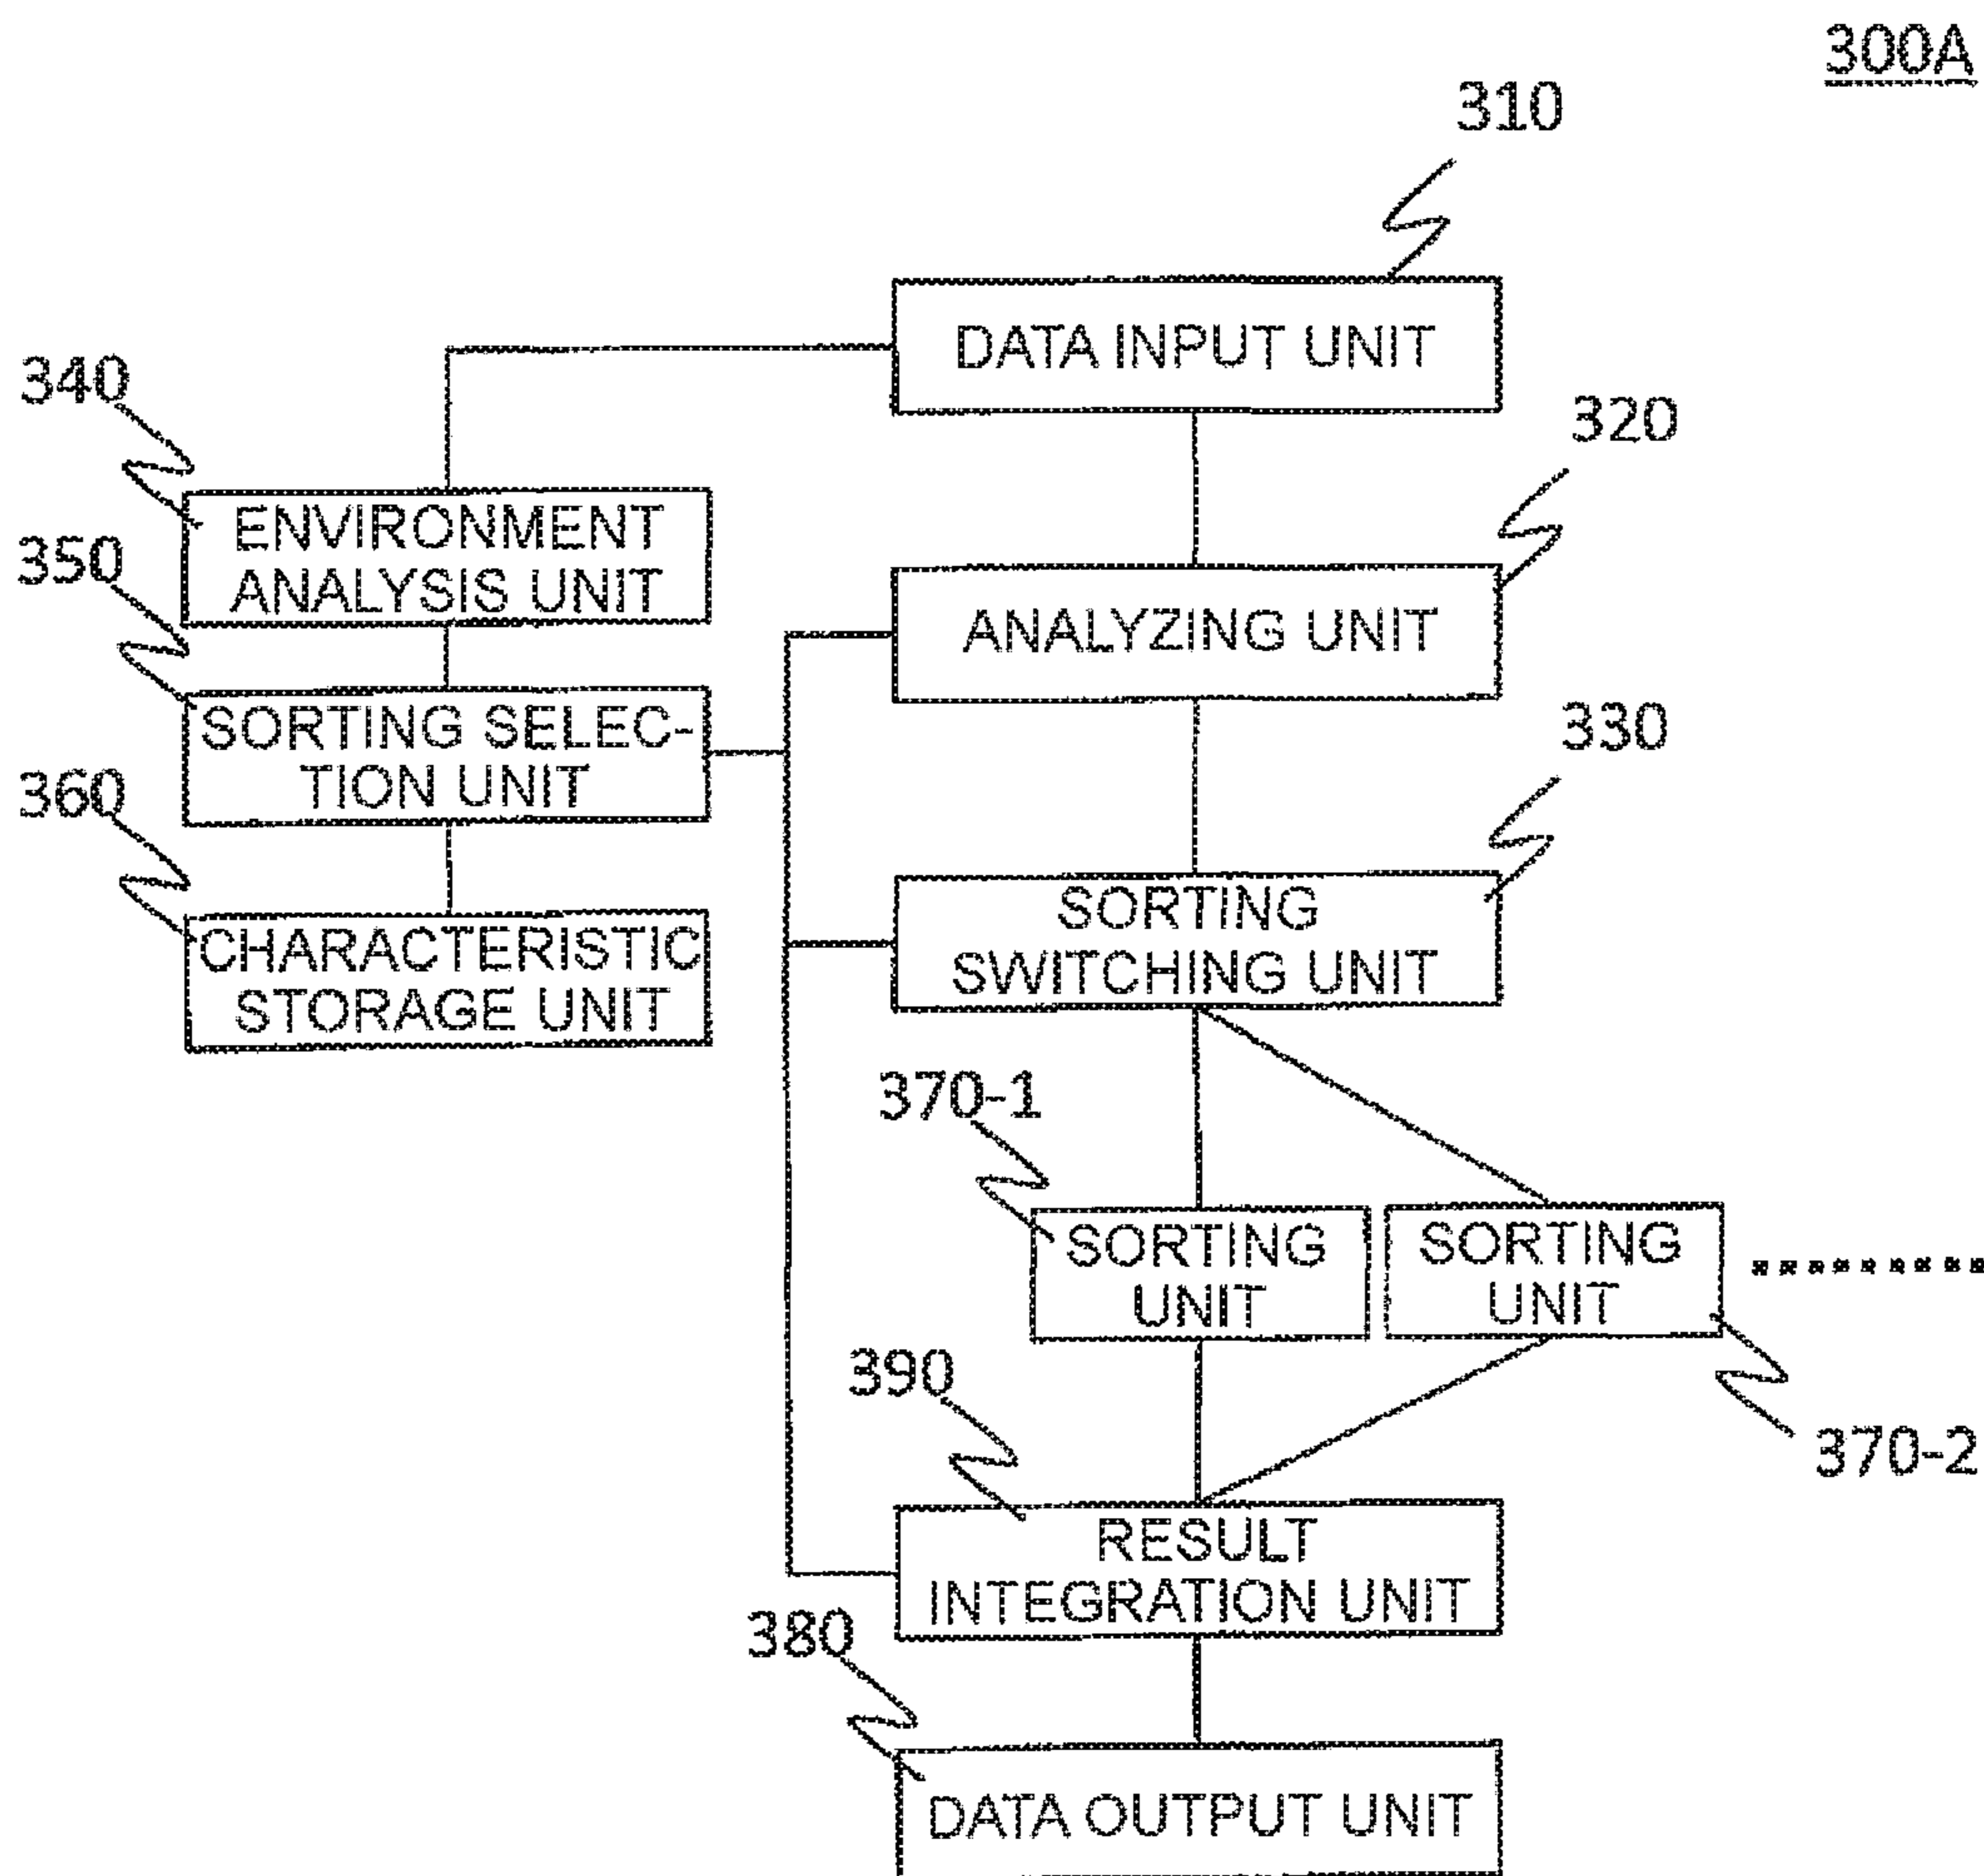 300A
310
DATA INPUT UNIT
340
320
ENVIRONMENT
ANALYSIS UNIT
350
ANALYZING UNIT
SORTING SELEC-
TION UNIT
330
360
SORTING
SWITCHING UNIT
CHARACTERISTIC
STORAGE UNIT
370-1
SORTING
UNIT
SORTING
UNIT
370-2
390
RESULT
INTEGRATION UNIT
380
DATA OUTPUT UNIT